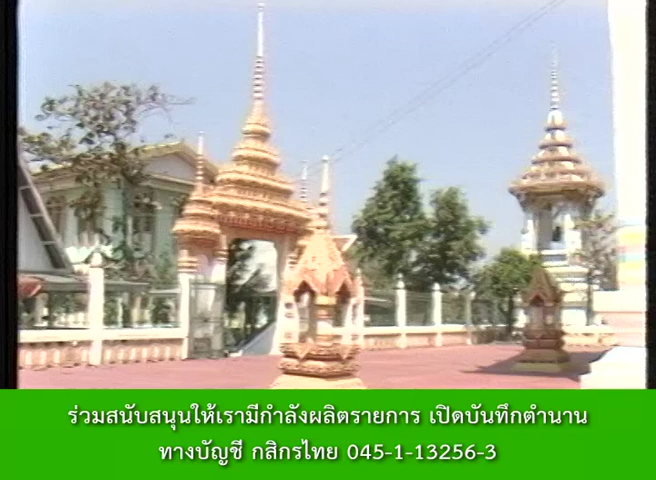 ร่วมสนับสนุนให้เรามีกำลังผลิตรายการ เปิดบันทึกตำนาน
ทางบัญชี กสิกรไทย 045-1-13256-3